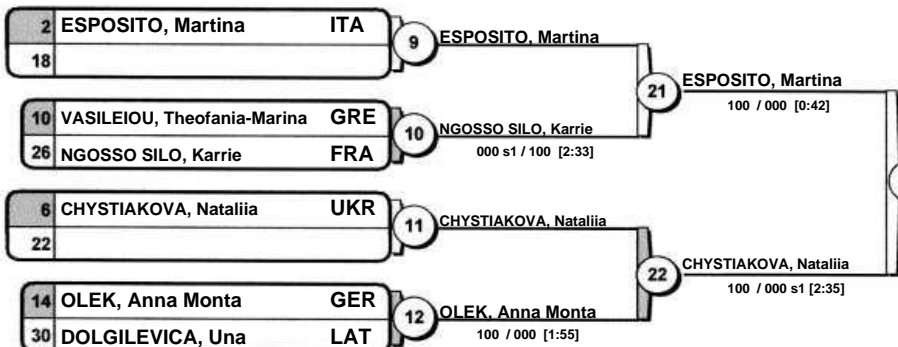 2 ESPOSITO, Martina ITA
18
9
ESPOSITO, Martina
10 VASILEIOU, Theofania-Marina GRE
26 NGOSSO SILO, Karrie FRA
10
NGOSSO SILO, Karrie
000 s1 / 100 [2:33]
21
ESPOSITO, Martina
100 / 000 [0:42]
6 CHYSTIAKOVA, Nataliia UKR
22
11
CHYSTIAKOVA, Nataliia
14 OLEK, Anna Monta GER
30 DOLGILEVICA, Una LAT
12
OLEK, Anna Monta
100 / 000 [1:55]
22
CHYSTIAKOVA, Nataliia
100 / 000 s1 [2:35]